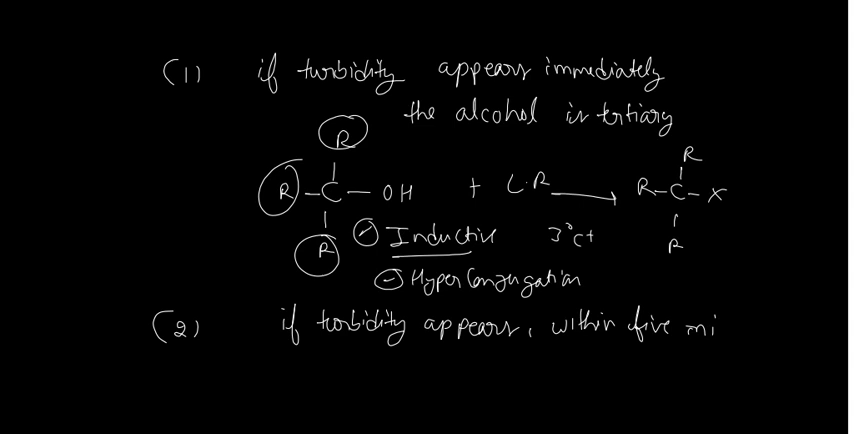 (1) if turbidity appears immediately
the alcohol is tertiary
R
R
R-C-OH + L.R → R-C-X
R
R
Inductive 3°C+
Hyper Conjugation
(2) if turbidity appears, within five mi